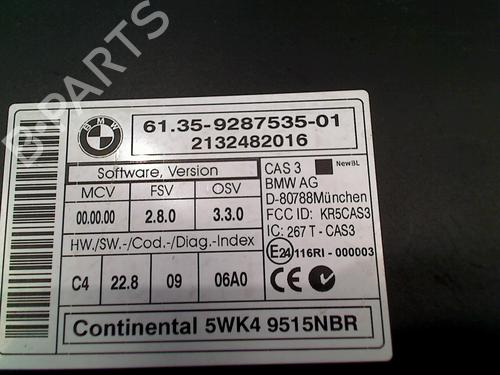 B-PARTS
BMW
61.35-9287535-01
2132482016
Software, Version
MCV FSV OSV
00.00.00 2.8.0 3.3.0
HW./SW.-/Cod.-/Diag.-Index
C4 22.8 09 06A0
CAS 3 NewBL
BMW AG
D-80788München
FCC ID: KR5CAS3
IC: 267 T - CAS3
E24 116RI - 000003
CE
Continental 5WK4 9515NBR